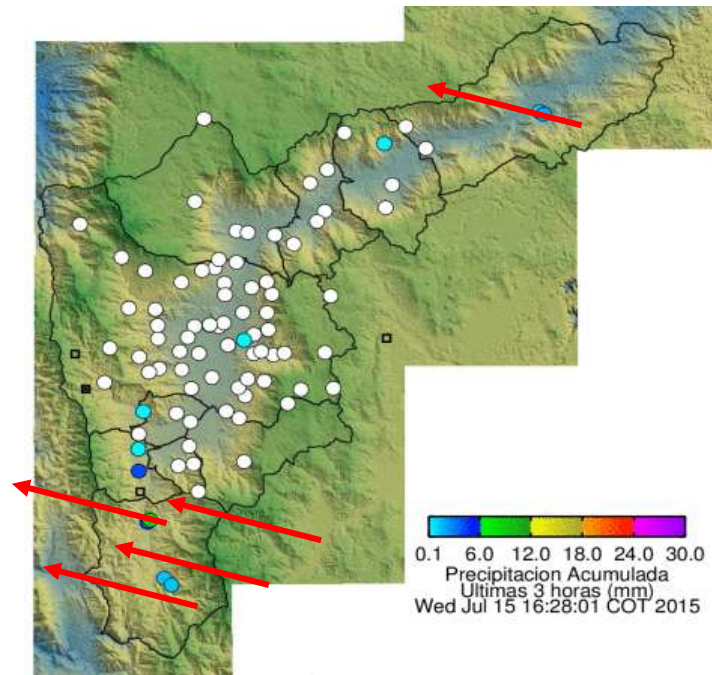 0.1 6.0 12.0 18.0 24.0 30.0
Precipitacion Acumulada
Ultimas 3 horas (mm)
Wed Jul 15 16:28:01 COT 2015